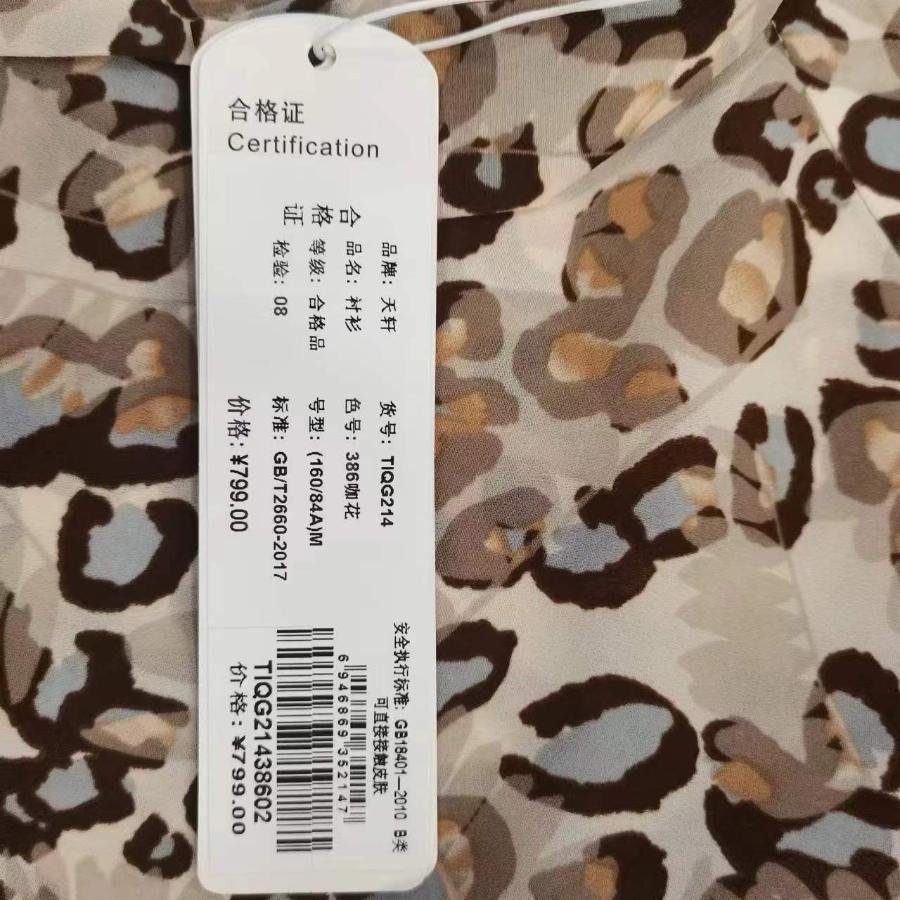 合格证
Certification
合格证
品牌: 天轩
品名: 衬衫
等级: 合格品
检验: 08
货号: TIQG214
色号: 386咖花
号型: (160/84A)M
标准: GB/T2660-2017
价格: ¥799.00
安全执行标准: GB18401—2010 B类
可直接接触皮肤
6946869352147
TIQG21438602
价格: ¥799.00